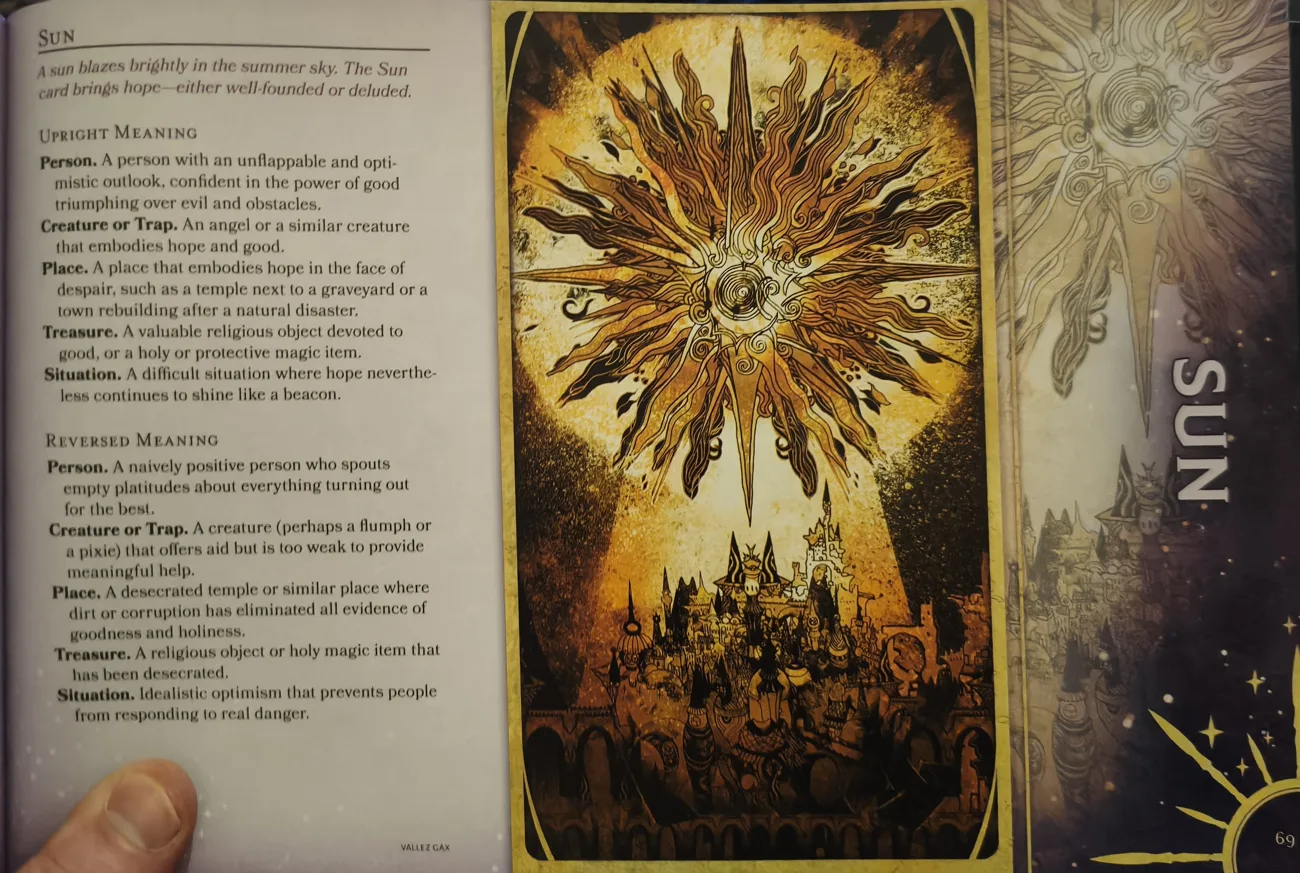 SUN
A sun blazes brightly in the summer sky. The Sun
card brings hope—either well-founded or deluded.
UPRIGHT MEANING
Person. A person with an unflappable and opti-
mistic outlook, confident in the power of good
triumphing over evil and obstacles.
Creature or Trap. An angel or a similar creature
that embodies hope and good.
Place. A place that embodies hope in the face of
despair, such as a temple next to a graveyard or a
town rebuilding after a natural disaster.
Treasure. A valuable religious object devoted to
good, or a holy or protective magic item.
Situation. A difficult situation where hope neverthe-
less continues to shine like a beacon.
REVERSED MEANING
Person. A naively positive person who spouts
empty platitudes about everything turning out
for the best.
Creature or Trap. A creature (perhaps a flumph or
a pixie) that offers aid but is too weak to provide
meaningful help.
Place. A desecrated temple or similar place where
dirt or corruption has eliminated all evidence of
goodness and holiness.
Treasure. A religious object or holy magic item that
has been desecrated.
Situation. Idealistic optimism that prevents people
from responding to real danger.
VALLEZ GAX
SUN
69